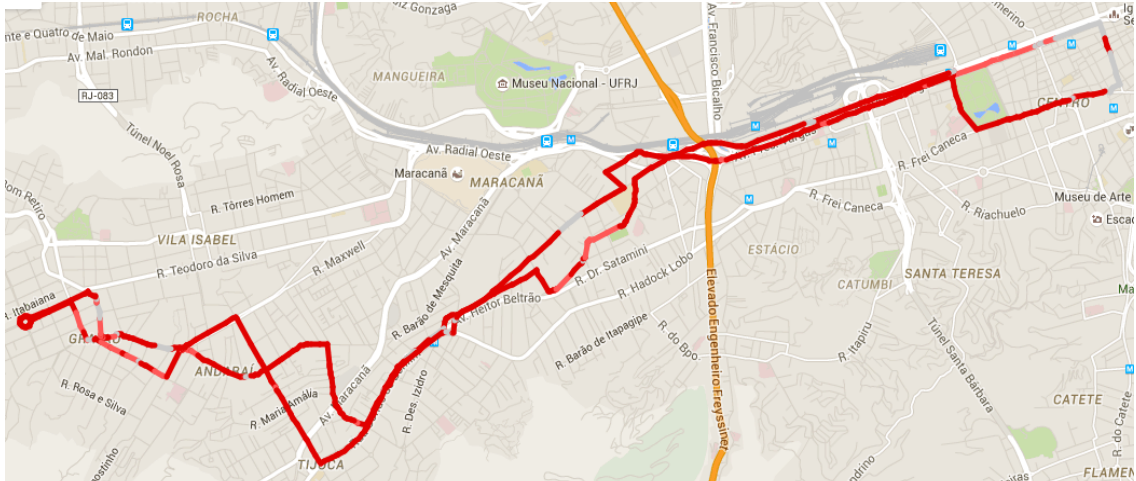 ROCHA
nte e Quatro de Maio
Av. Mal. Rondon
RJ-083
Av. Radial Oeste
Túnel Noel Rosa
MANGUEIRA
Museu Nacional - UFRJ
Av. Francisco Bicalho
Av. Radial Oeste
Maracanã
MARACANÃ
Av. Maracanã
CENTRO
R. Frei Caneca
R. Frei Caneca
R. Riachuelo
Museu de Arte
Escad
ESTÁCIO
SANTA TERESA
CATUMBI
R. Tôrres Homem
VILA ISABEL
R. Teodoro da Silva
R. Maxwell
R. Barão de Mesquita
R. Dr. Satamini
R. Hadock Lobo
Av. Heitor Beltrão
R. Barão de Itapagipe
R. do Bpo
Elevado Engenheiro Freyssinet
R. Itapiru
Túnel Santa Bárbara
R. Itabaiana
ANDARAÍ
R. Rosa e Silva
R. Maria Amália
Av. Maracanã
R. Des. Izidro
TIJUCA
CATETE
R. do Catete
FLAMEN